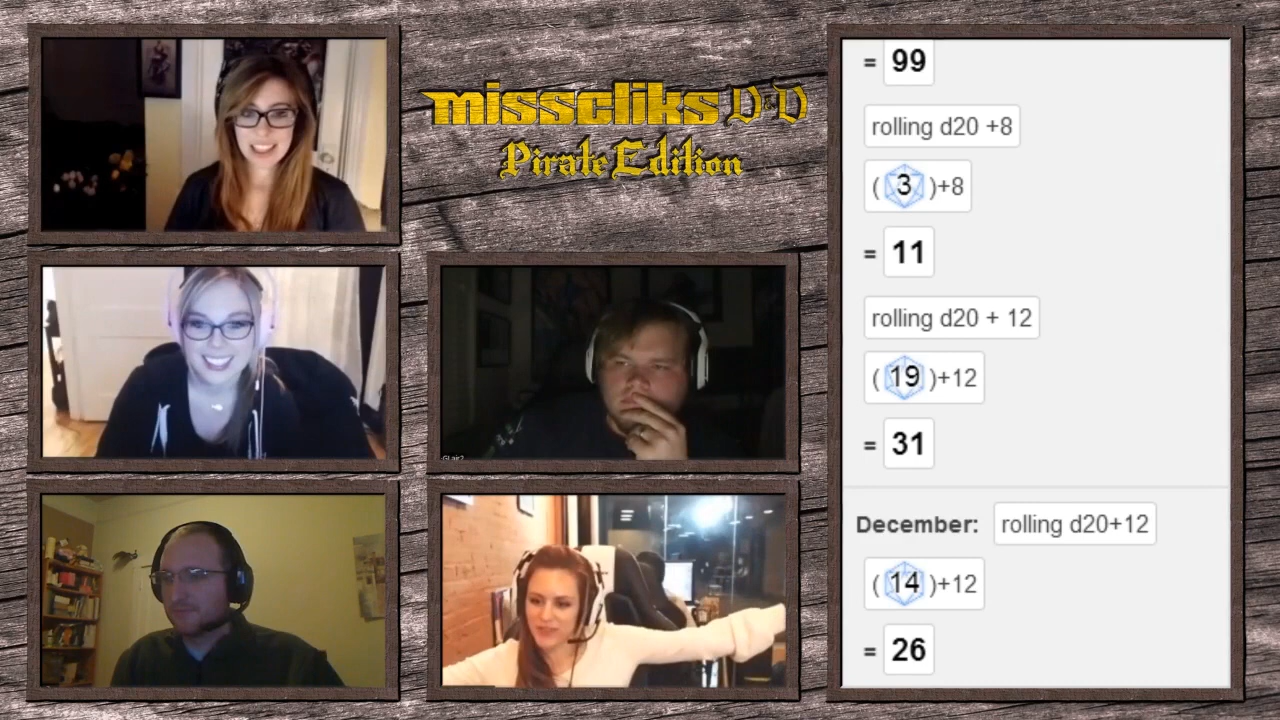 misscliks D&D
Pirate Edition
= 99
rolling d20 +8
(3)+8
= 11
rolling d20 + 12
(19)+12
= 31
December: rolling d20+12
(14)+12
= 26